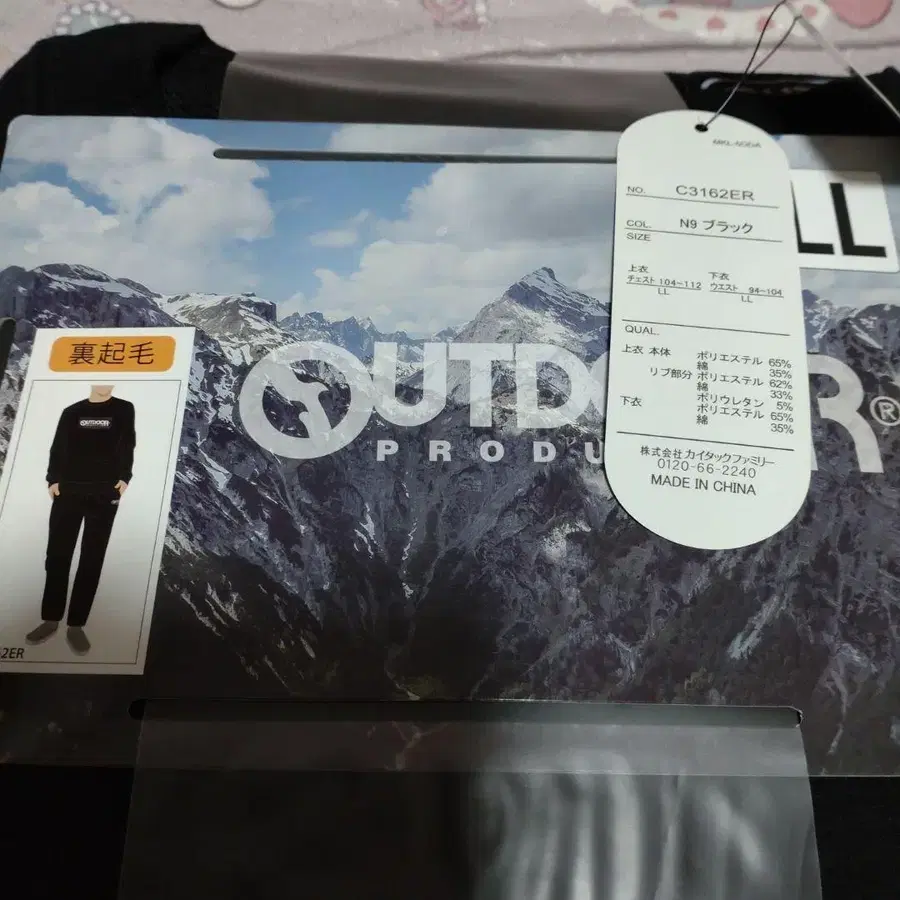 OUTDO R®
PRODU
裏起毛
OUTDOOR
2ER
LL
NO. C3162ER
COL. N9 ブラック
SIZE
上衣 下衣
チェスト 104~112 ウエスト 94~104
LL LL
QUAL.
上衣 本体 ポリエステル 65%
綿 35%
リブ部分 ポリエステル 62%
綿 33%
ポリウレタン 5%
下衣 ポリエステル 65%
綿 35%
株式会社 カイタックファミリー
0120-66-2240
MADE IN CHINA